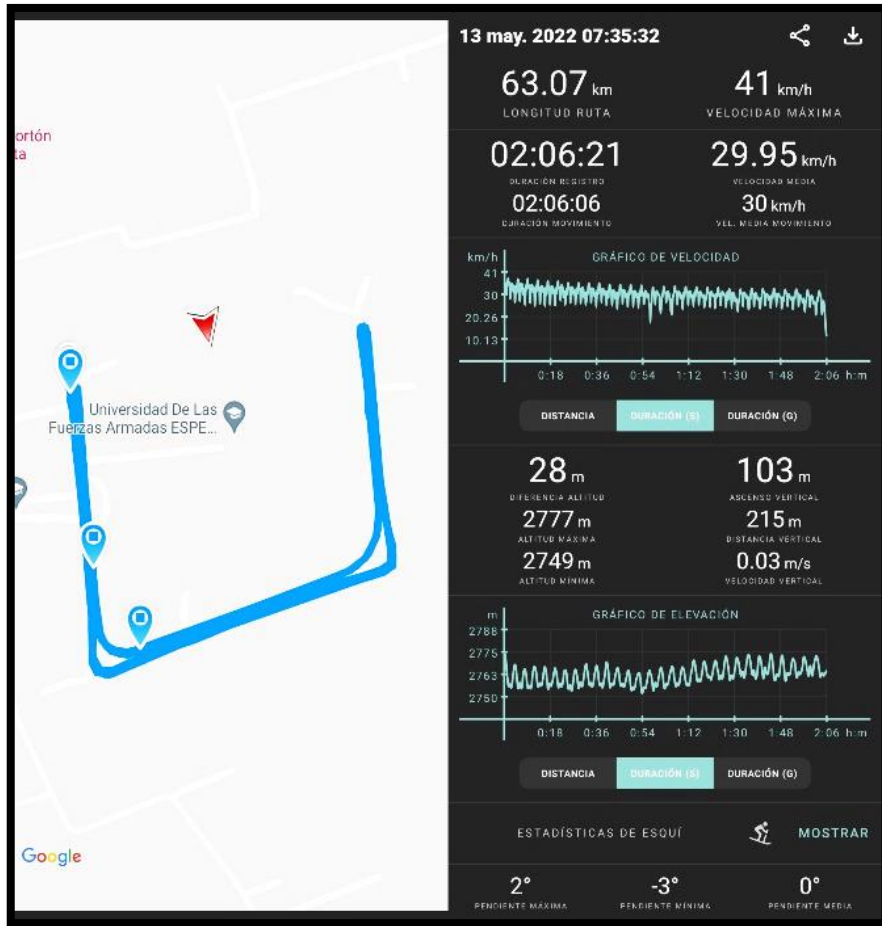 ortón
ta
Universidad De Las
Fuerzas Armadas ESPE...
Google
13 may. 2022 07:35:32
63.07 km
LONGITUD RUTA
41 km/h
VELOCIDAD MÁXIMA
02:06:21
DURACIÓN REGISTRO
29.95 km/h
VELOCIDAD MEDIA
02:06:06
DURACIÓN MOVIMIENTO
30 km/h
VEL. MEDIA MOVIMIENTO
km/h
GRÁFICO DE VELOCIDAD
41
30
20.26
10.13
0:18 0:36 0:54 1:12 1:30 1:48 2:06 h:m
DISTANCIA DURACIÓN (S) DURACIÓN (G)
28 m
DIFERENCIA ALTITUD
103 m
ASCENSO VERTICAL
2777 m
ALTITUD MÁXIMA
215 m
DISTANCIA VERTICAL
2749 m
ALTITUD MÍNIMA
0.03 m/s
VELOCIDAD VERTICAL
m
GRÁFICO DE ELEVACIÓN
2788
2775
2763
2750
0:18 0:36 0:54 1:12 1:30 1:48 2:06 h:m
DISTANCIA DURACIÓN (S) DURACIÓN (G)
ESTADÍSTICAS DE ESQUÍ MOSTRAR
2°
PENDIENTE MÁXIMA
-3°
PENDIENTE MÍNIMA
0°
PENDIENTE MEDIA